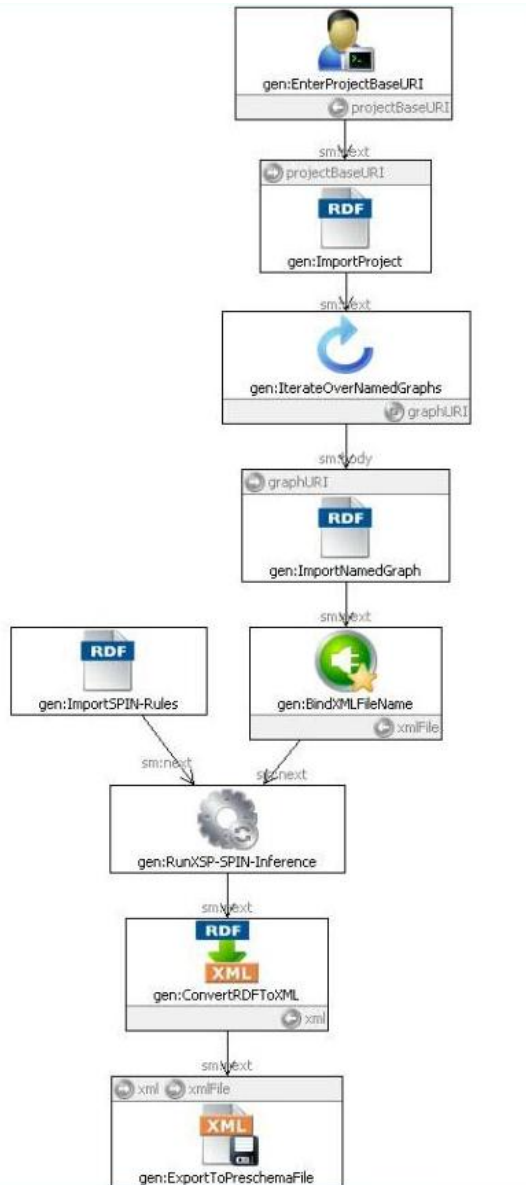 gen:EnterProjectBaseURI
projectBaseURI
sm:next
projectBaseURI
RDF
gen:ImportProject
sm:next
gen:IterateOverNamedGraphs
graphURI
sm:body
graphURI
RDF
gen:ImportNamedGraph
sm:next
RDF
gen:ImportSPIN-Rules
gen:BindXMLFileName
xmlFile
sm:next
sm:next
gen:RunXSP-SPIN-Inference
sm:next
RDF
XML
gen:ConvertRDFToXML
xml
sm:next
xml xmlFile
XML
gen:ExportToPreschemaFile